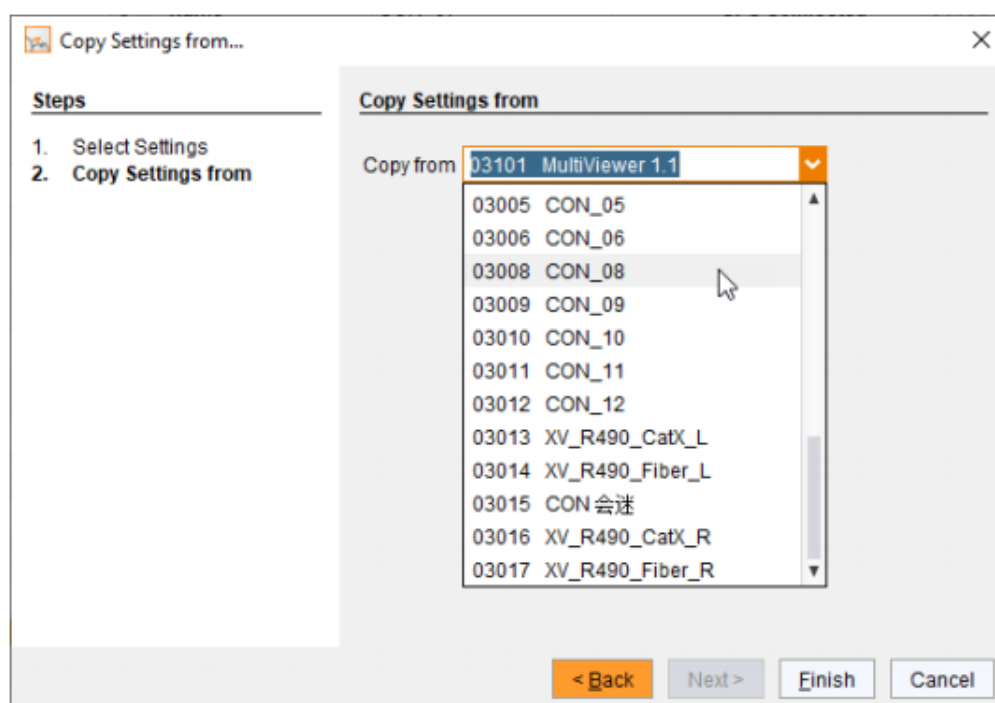 Copy Settings from...
Steps
1. Select Settings
2. Copy Settings from
Copy Settings from
Copy from 03101 MultiViewer 1.1
03005 CON_05
03006 CON_06
03008 CON_08
03009 CON_09
03010 CON_10
03011 CON_11
03012 CON_12
03013 XV_R490_CatX_L
03014 XV_R490_Fiber_L
03015 CON 会迷
03016 XV_R490_CatX_R
03017 XV_R490_Fiber_R
< Back Next > Finish Cancel